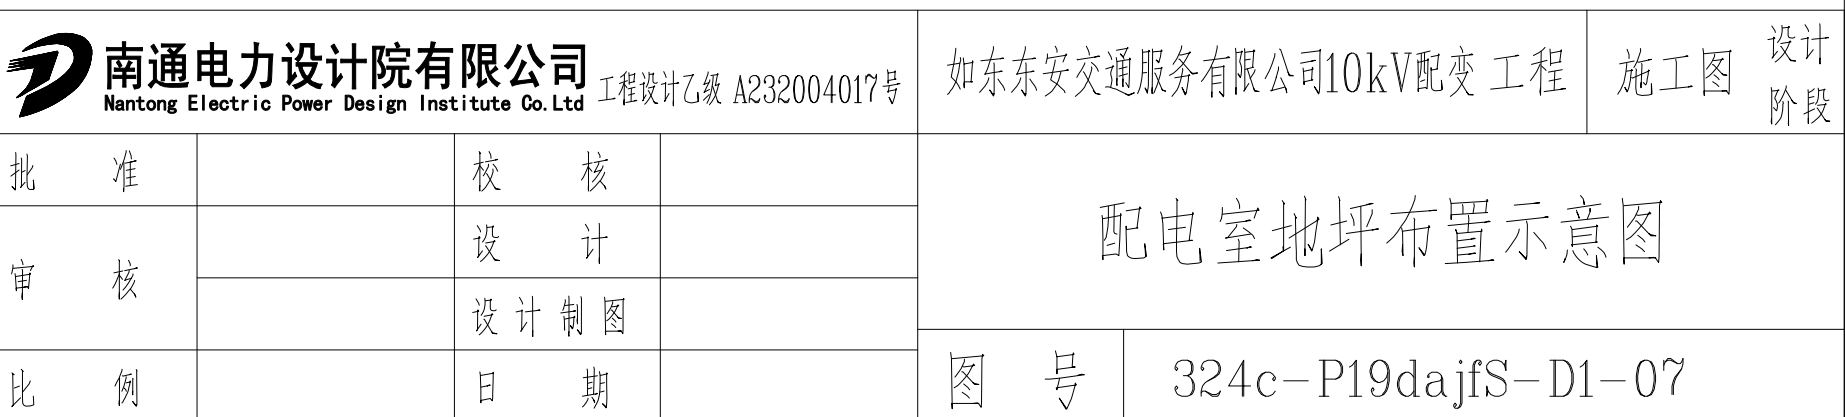 南通电力设计院有限公司
Nantong Electric Power Design Institute Co.Ltd
工程设计乙级 A232004017号
如东东安交通服务有限公司10kV配变 工程
施工图
设计
阶段
批 准
校 核
审 核
设 计
设 计 制 图
比 例
日 期
配电室地坪布置示意图
图 号
324c-P19dajfS-D1-07